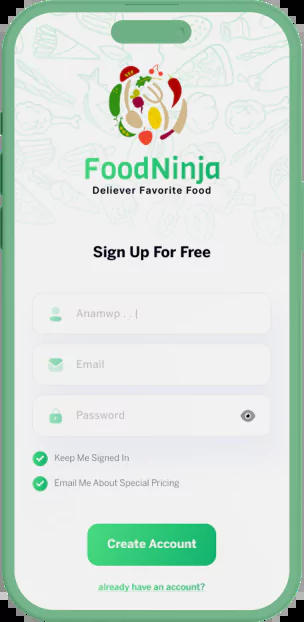 FoodNinja
Deliever Favorite Food
Sign Up For Free
Anamwp . . |
Email
Password
Keep Me Signed In
Email Me About Special Pricing
Create Account
already have an account?